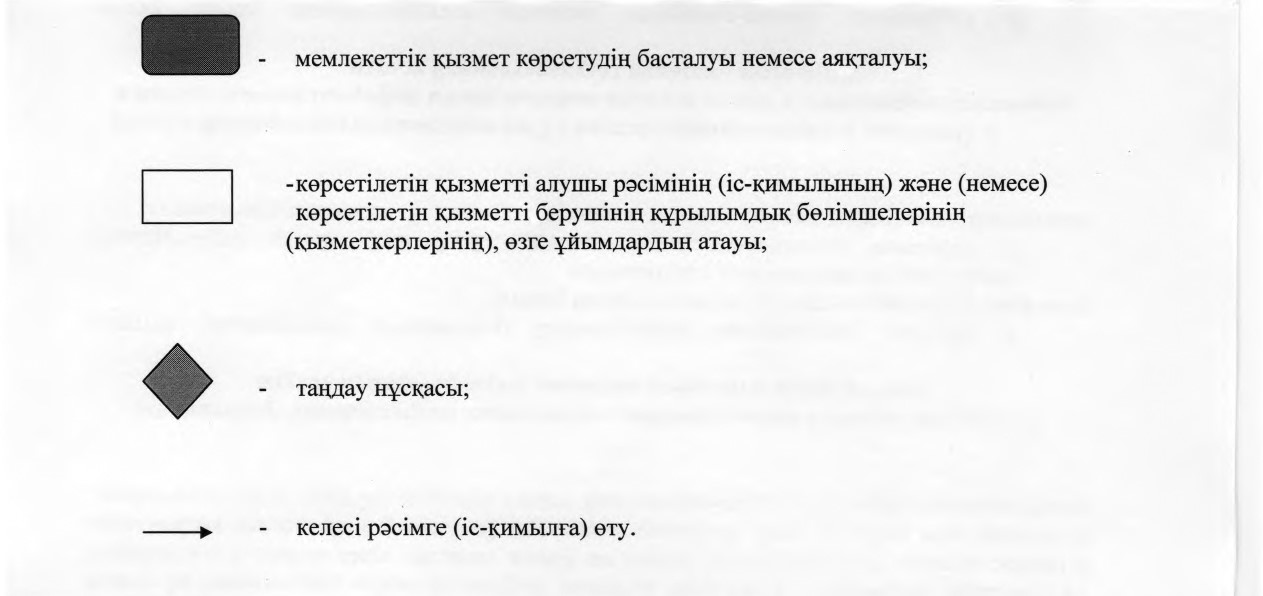 - мемлекеттік қызмет көрсетудің басталуы немесе аяқталуы;
-көрсетілетін қызметті алушы рәсімінің (іс-қимылының) және (немесе)
көрсетілетін қызметті берушінің құрылымдық бөлімшелерінің
(қызметкерлерінің), өзге ұйымдардың атауы;
- таңдау нұсқасы;
- келесі рәсімге (іс-қимылға) өту.